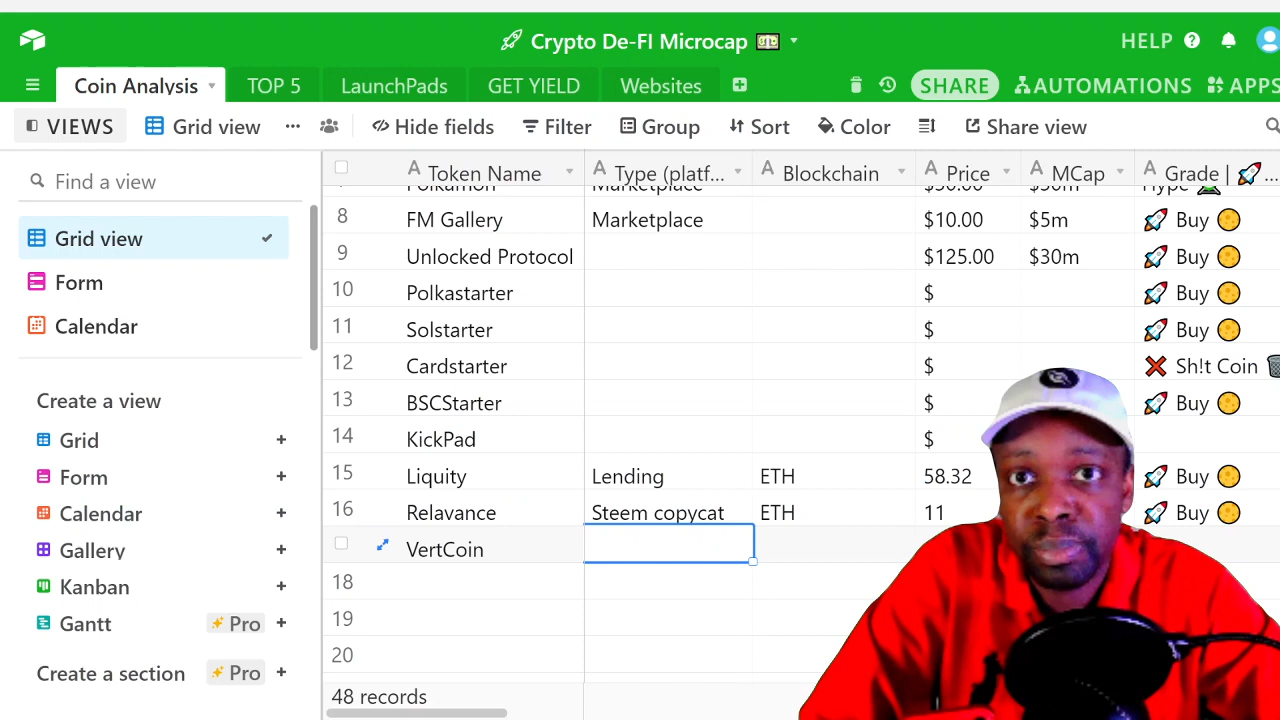 Crypto De-FI Microcap
HELP
Coin Analysis TOP 5 LaunchPads GET YIELD Websites SHARE AUTOMATIONS APPS
VIEWS Grid view ... Hide fields Filter Group Sort Color Share view
Find a view
Grid view
Form
Calendar
Create a view
Grid +
Form +
Calendar +
Gallery +
Kanban +
Gantt Pro +
Create a section Pro +
Token Name Type (platf... Blockchain Price MCap Grade | 🚀...
8 FM Gallery Marketplace $10.00 $5m 🚀 Buy
9 Unlocked Protocol $125.00 $30m 🚀 Buy
10 Polkastarter $ 🚀 Buy
11 Solstarter $ 🚀 Buy
12 Cardstarter $ ❌ Sh!t Coin
13 BSCStarter $ 🚀 Buy
14 KickPad $
15 Liquity Lending ETH 58.32 🚀 Buy
16 Relavance Steem copycat ETH 11 🚀 Buy
VertCoin
18
19
20
48 records